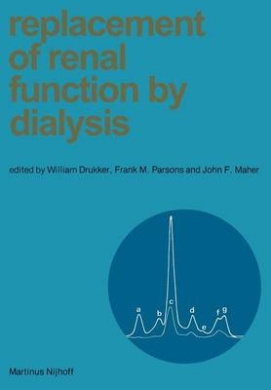 replacement
of renal
function by
dialysis
edited by William Drukker, Frank M. Parsons and John F. Maher
a
b
c
d
e
f
g
Martinus Nijhoff